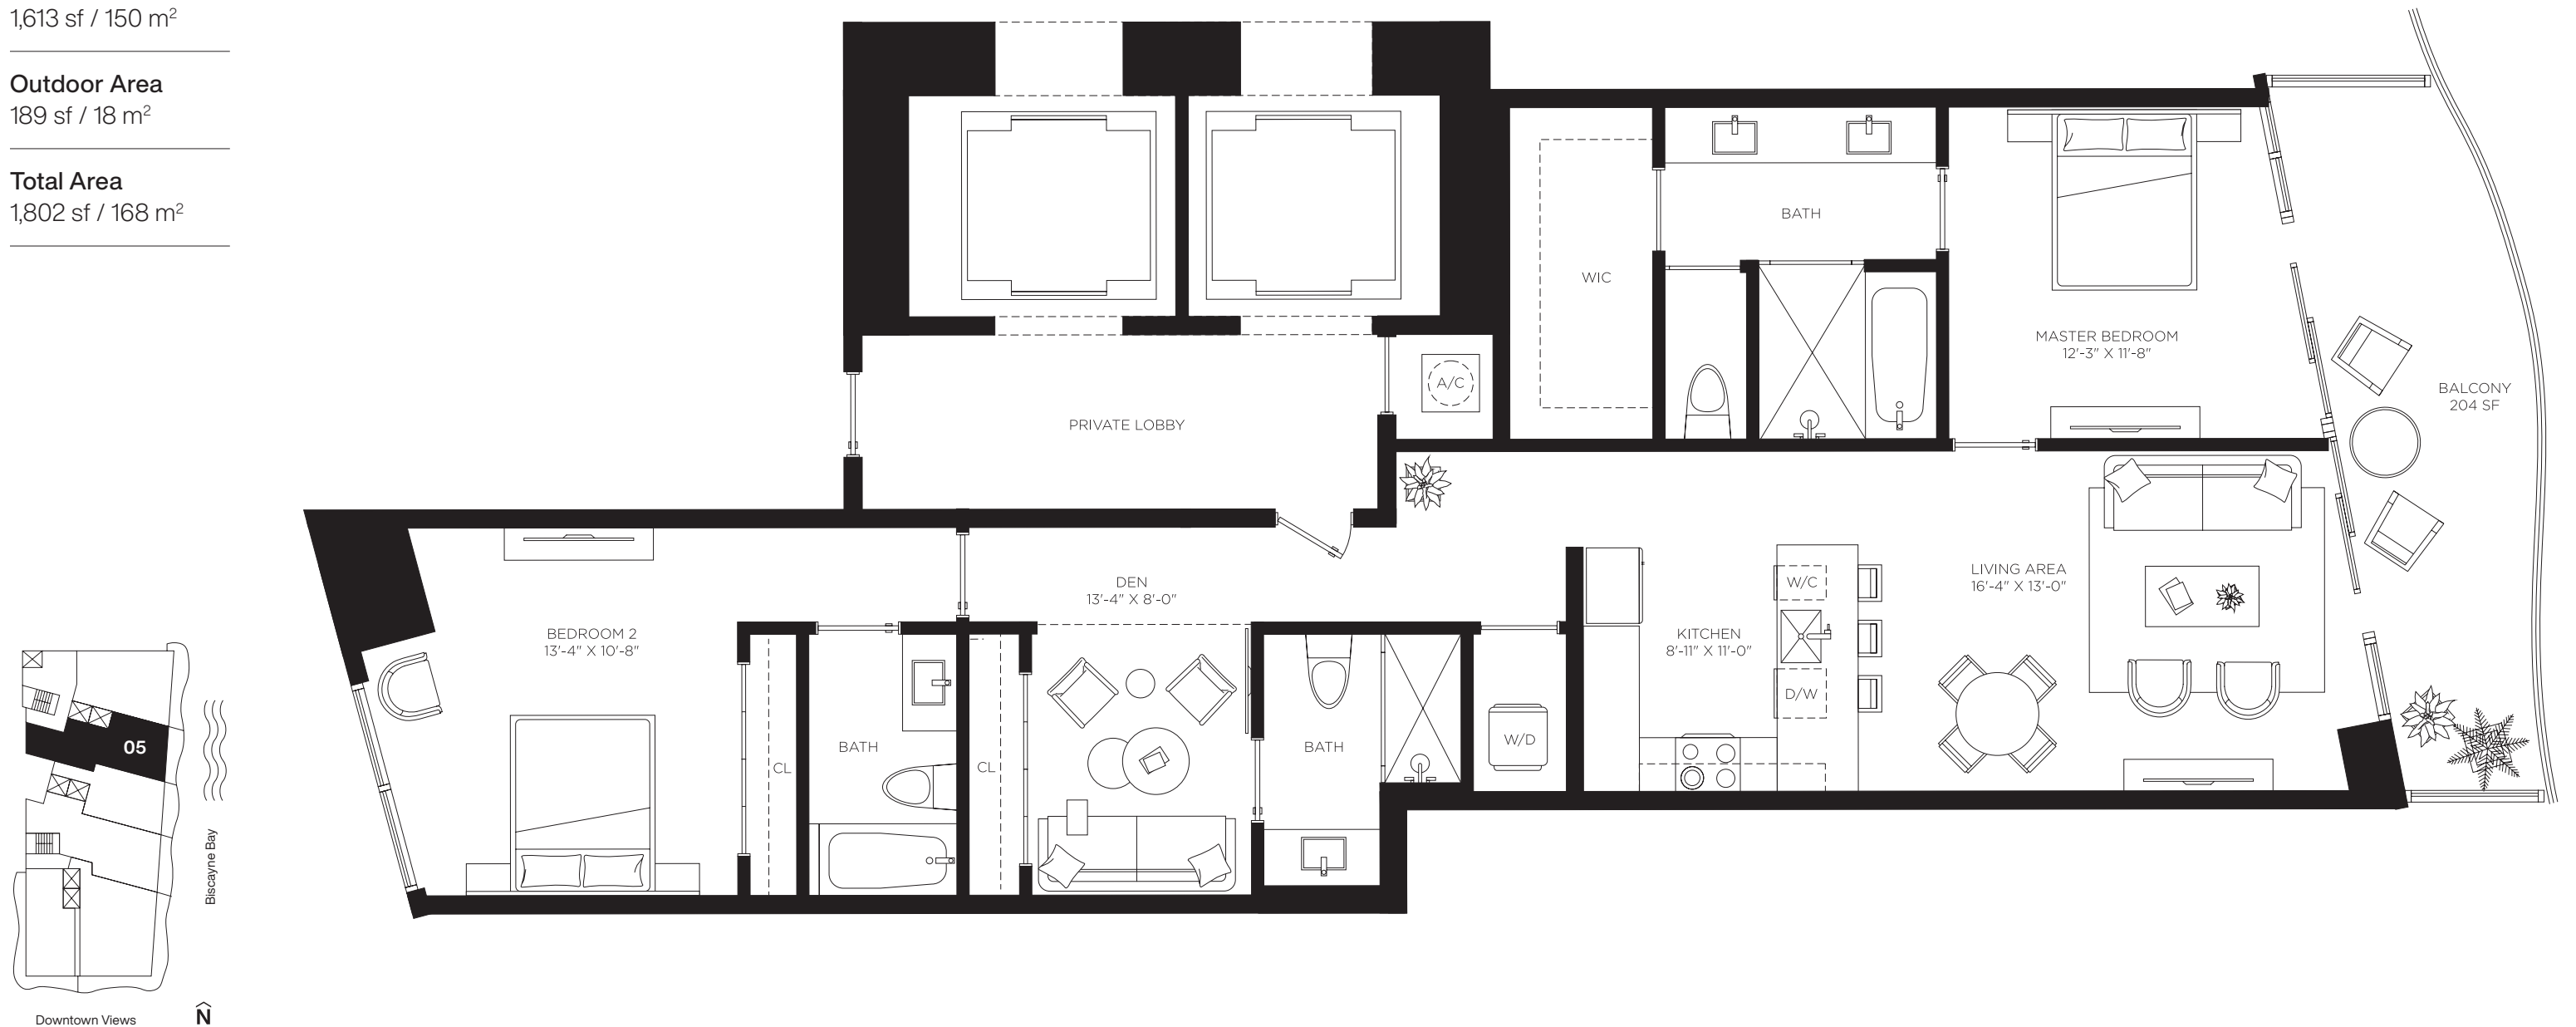 1,613 sf / 150 m²
Outdoor Area
189 sf / 18 m²
Total Area
1,802 sf / 168 m²
BATH
WIC
MASTER BEDROOM
12'-3" X 11'-8"
A/C
BALCONY
204 SF
PRIVATE LOBBY
DEN
13'-4" X 8'-0"
W/C
LIVING AREA
16'-4" X 13'-0"
BEDROOM 2
13'-4" X 10'-8"
KITCHEN
8'-11" X 11'-0"
D/W
W/D
BATH
BATH
CL
CL
05
Biscayne Bay
Downtown Views
N